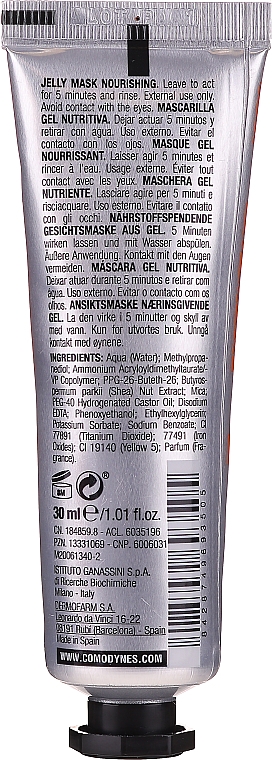 LOT
JELLY MASK NOURISHING. Leave to act
for 5 minutes and rinse. External use only.
Avoid contact with the eyes. MASCARILLA
GEL NUTRITIVA. Dejar actuar 5 minutos y
retirar con agua. Uso externo. Evitar el
contacto con los ojos. MASQUE GEL
NOURRISSANT. Laisser agir 5 minutes et
rincer à l'eau. Usage externe. Éviter tout
contact avec les yeux. MASCHERA GEL
NUTRIENTE. Lasciare agire per 5 minuti e
risciacquare. Uso esterno. Evitare il contatto
con gli occhi. NÄHRSTOFFSPENDENDE
GESICHTSMASKE AUS GEL. 5 Minuten
wirken lassen und mit Wasser abspülen.
Äußere Anwendung. Kontakt mit den Augen
vermeiden. MÁSCARA GEL NUTRITIVA.
Deixar atuar durante 5 minutos e retirar com
água. Uso externo. Evitar o contacto com os
olhos. ANSIKTSMASKE NÆRINGSGIVENDE
GEL. La den virke i 5 minutter og skyll av
med vann. Kun for utvortes bruk. Unngå
kontakt med øynene.
INGREDIENTS: Aqua (Water); Methylpropa-
nediol; Ammonium Acryloyldimethyltaurate/-
VP Copolymer; PPG-26-Buteth-26; Butyros-
permum parkii (Shea) Nut Extract; Mica;
PEG-40 Hydrogenated Castor Oil; Disodium
EDTA; Phenoxyethanol; Ethylhexylglycerin;
Potassium Sorbate; Sodium Benzoate; CI
77891 (Titanium Dioxide); 77491 (Iron
Oxides); CI 19140 (Yellow 5); Parfum (Fra-
grance).
6M
30 ml e/1.01 fl.oz.
CN. 184859.8 - ACL. 6035196
PZN. 13331069 - CNP. 6006031
M20061340-2
ISTITUTO GANASSINI S.p.A.
di Ricerche Biochimiche
Milano - Italy
DERMOFARM S.A.
Leonardo da Vinci 16-22
08191 Rubí (Barcelona) - Spain
Made in Spain
WWW.COMODYNES.COM
8428749693505